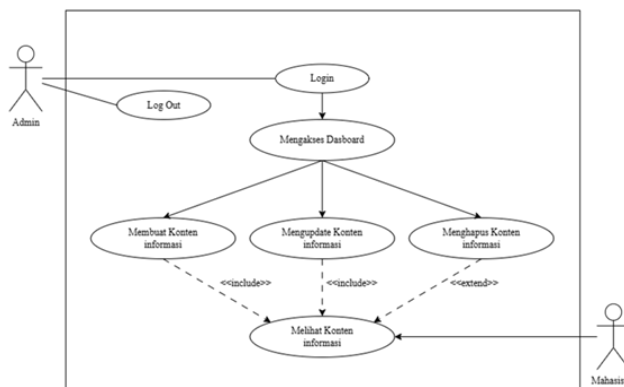 Login
Log Out
Admin
Mengakses Dasboard
Membuat Konten
informasi
Mengupdate Konten
informasi
Menghapus Konten
informasi
<<include>>
<<include>>
<<extend>>
Melihat Konten
informasi
Mahasis